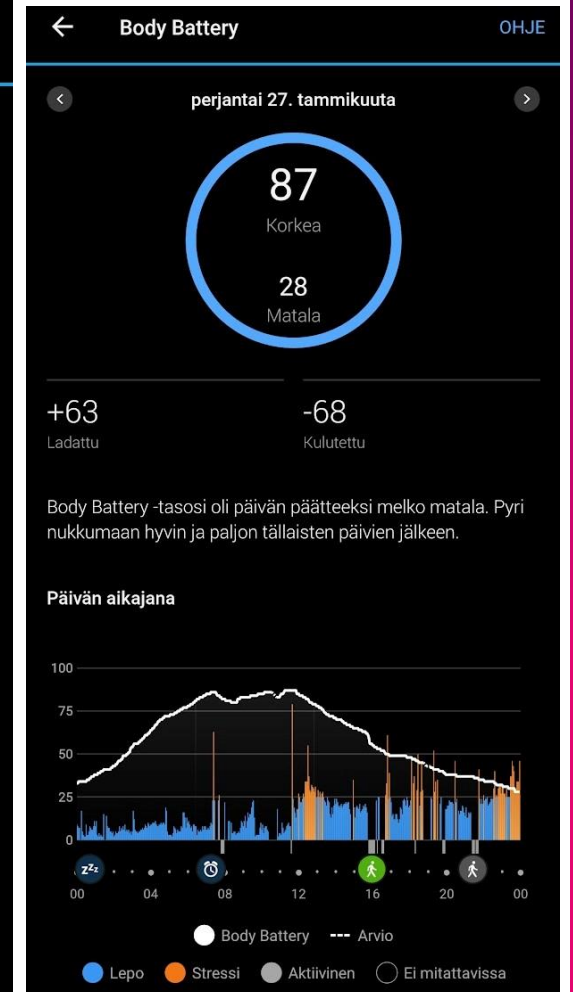 Body Battery OHJE
perjantai 27. tammikuuta
87
Korkea
28
Matala
+63 -68
Ladattu Kulutettu
Body Battery -tasosi oli päivän päätteeksi melko matala. Pyri
nukkumaan hyvin ja paljon tällaisten päivien jälkeen.
Päivän aikajana
100
75
50
25
0
zZz
00 04 08 12 16 20 00
Body Battery Arvio
Lepo Stressi Aktiivinen Ei mitattavissa